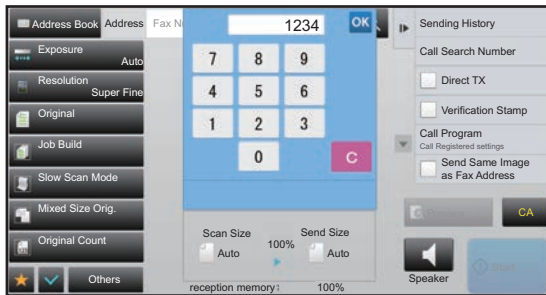 Address Book
Address
Fax N
1234
OK
Sending History
Exposure
Auto
Call Search Number
7 8 9
Resolution
Super Fine
Direct TX
4 5 6
Verification Stamp
Original
1 2 3
Call Program
Call Registered settings
Job Build
0 C
Send Same Image
as Fax Address
Slow Scan Mode
Mixed Size Orig.
CA
Scan Size
Send Size
100%
Auto
Auto
Original Count
Start
Others
Speaker
reception memory: 100%